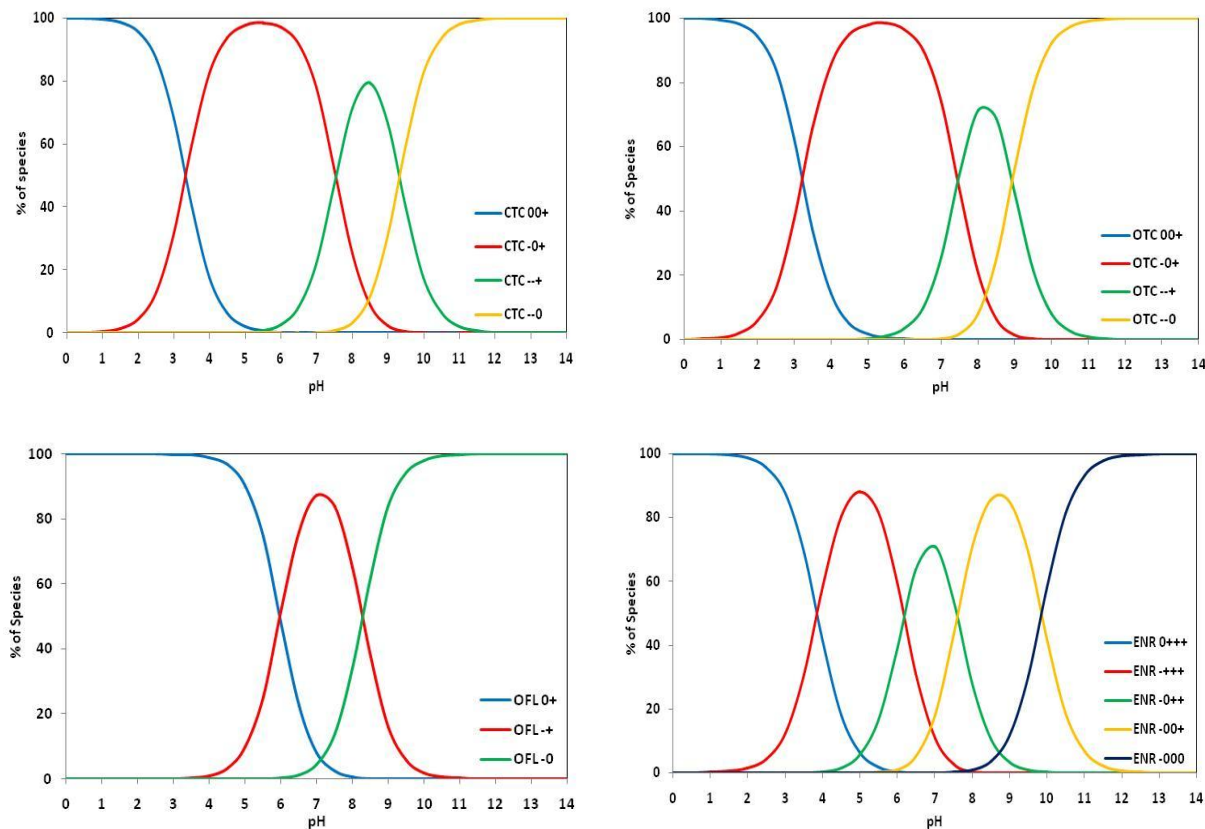 % of Species
100
80
60
40
20
0
CTC 00+
CTC -0+
CTC --+
CTC --0
0 1 2 3 4 5 6 7 8 9 10 11 12 13 14
pH
% of Species
100
80
60
40
20
0
OTC 00+
OTC -0+
OTC --+
OTC --0
0 1 2 3 4 5 6 7 8 9 10 11 12 13 14
pH
% of Species
100
80
60
40
20
0
OFL 0+
OFL -+
OFL -0
0 1 2 3 4 5 6 7 8 9 10 11 12 13 14
pH
% of Species
100
80
60
40
20
0
ENR 0+++
ENR -+++
ENR -0++
ENR -00+
ENR -000
0 1 2 3 4 5 6 7 8 9 10 11 12 13 14
pH